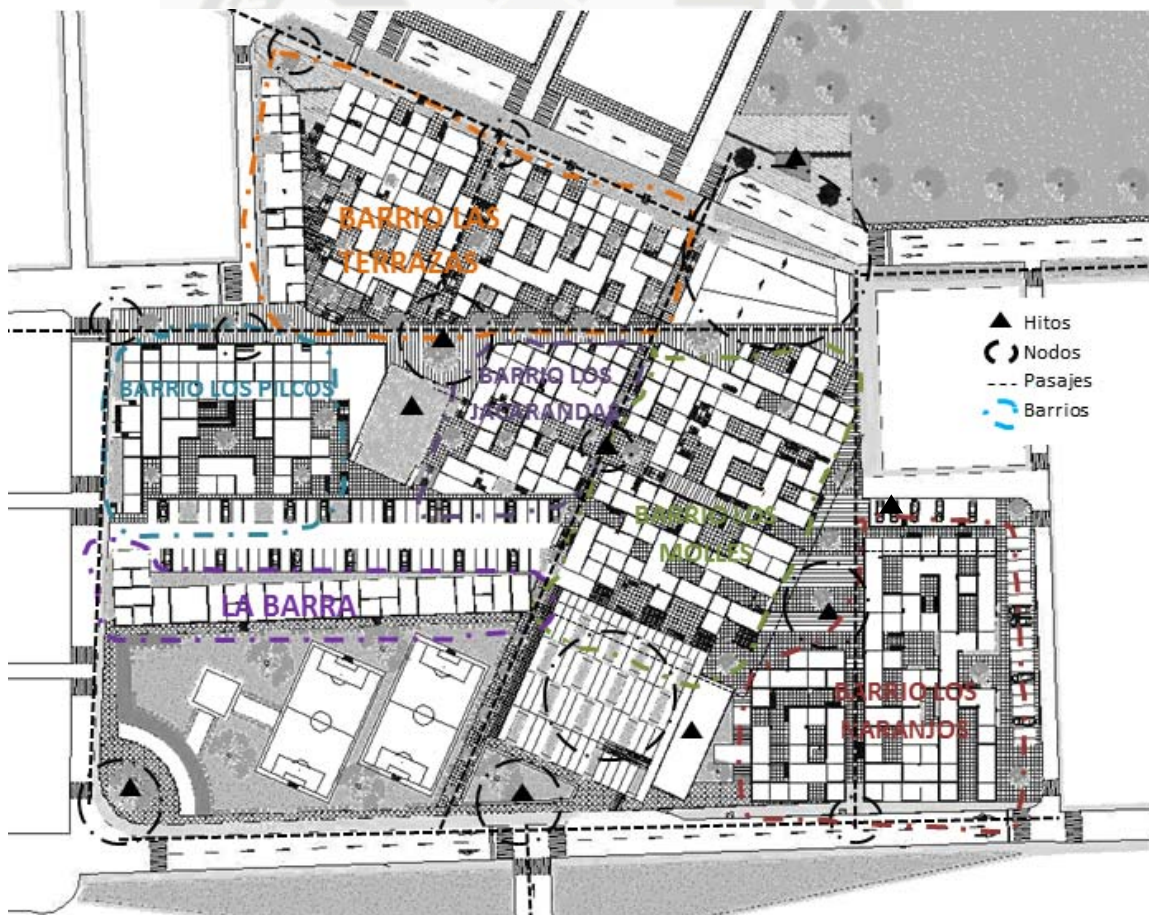 BARRIO LAS
TERRAZAS
Hitos
Nodos
Pasajes
Barrios
BARRIO LOS PILCOS
BARRIO LOS
JACARANDAS
BARRIO LOS
MOLLES
LA BARRA
BARRIO LOS
NARANJOS